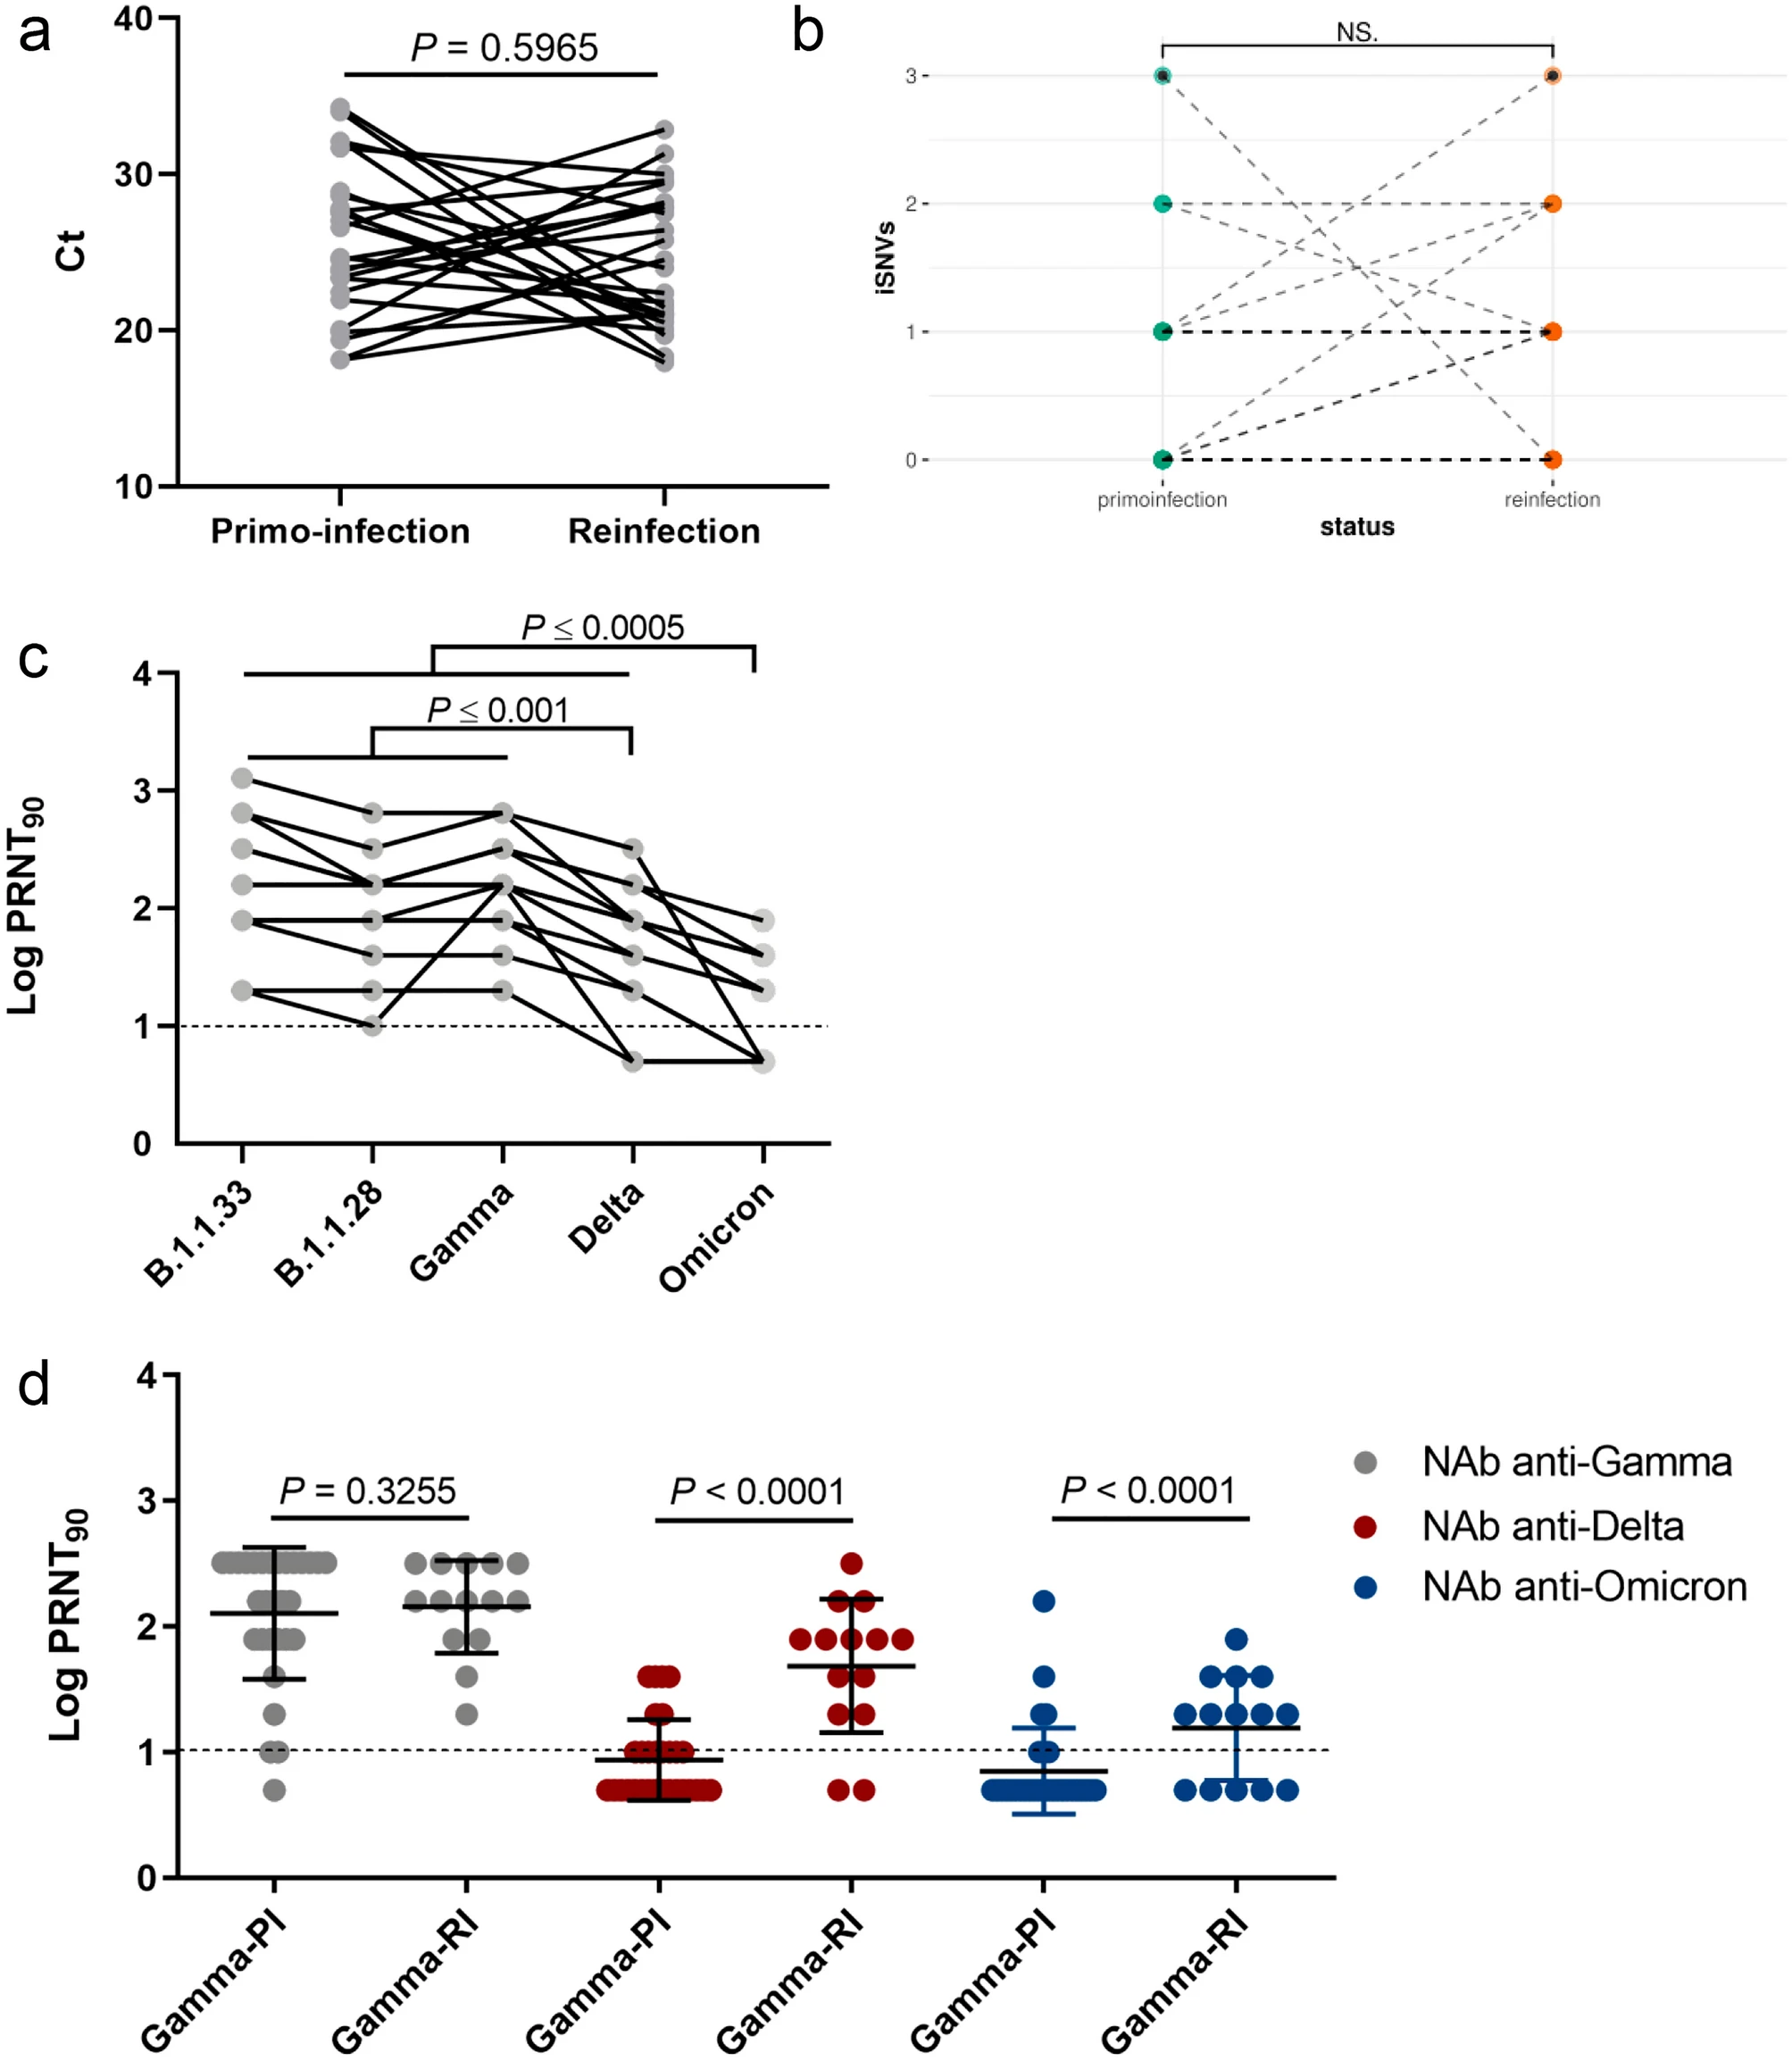 a
40
30
20
10
Ct
P = 0.5965
Primo-infection
Reinfection
b
NS.
3
2
1
0
iSNVs
primoinfection
reinfection
status
c
P ≤ 0.0005
P ≤ 0.001
4
3
2
1
0
Log PRNT90
B.1.1.33
B.1.1.28
Gamma
Delta
Omicron
d
4
3
2
1
0
Log PRNT90
P = 0.3255
P < 0.0001
P < 0.0001
NAb anti-Gamma
NAb anti-Delta
NAb anti-Omicron
Gamma-PI
Gamma-RI
Gamma-PI
Gamma-RI
Gamma-PI
Gamma-RI